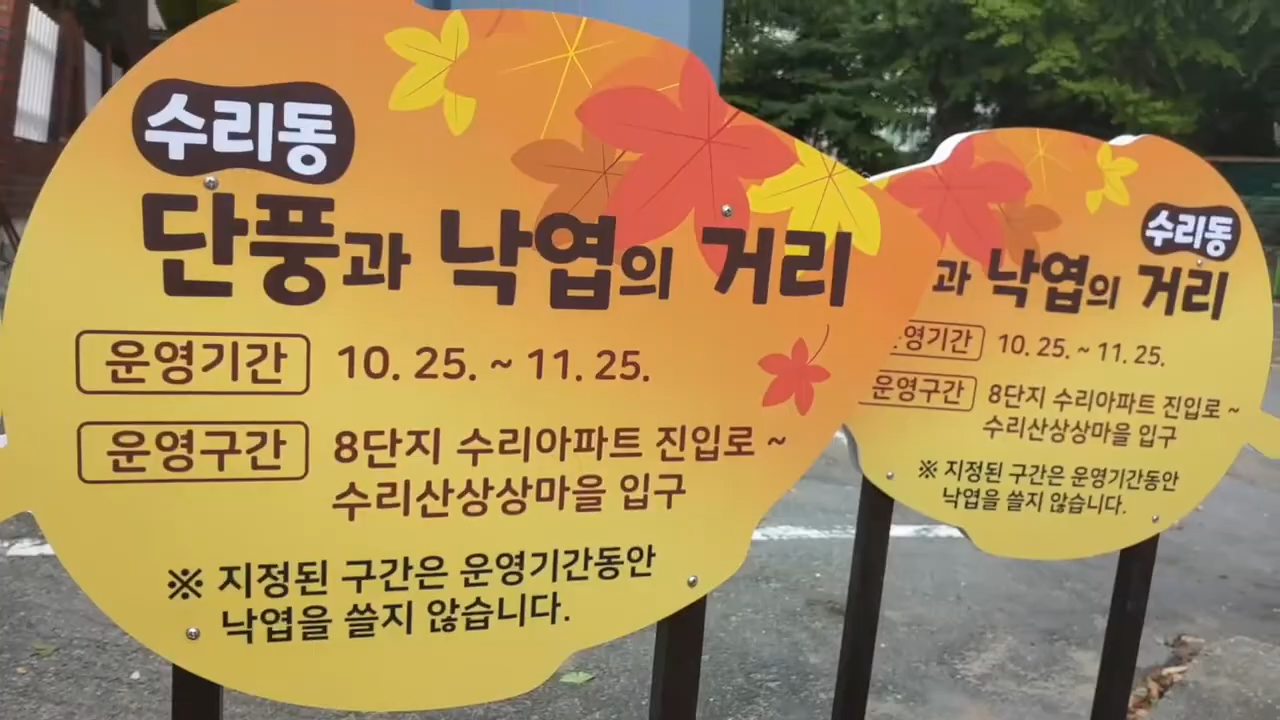 수리동
단풍과 낙엽의 거리
운영기간 10. 25. ~ 11. 25.
운영구간 8단지 수리아파트 진입로 ~
수리산상상마을 입구
※ 지정된 구간은 운영기간동안
낙엽을 쓸지 않습니다.
수리동
과 낙엽의 거리
영기간 10. 25. ~ 11. 25.
운영구간 8단지 수리아파트 진입로 ~
수리산상상마을 입구
※ 지정된 구간은 운영기간동안
낙엽을 쓸지 않습니다.